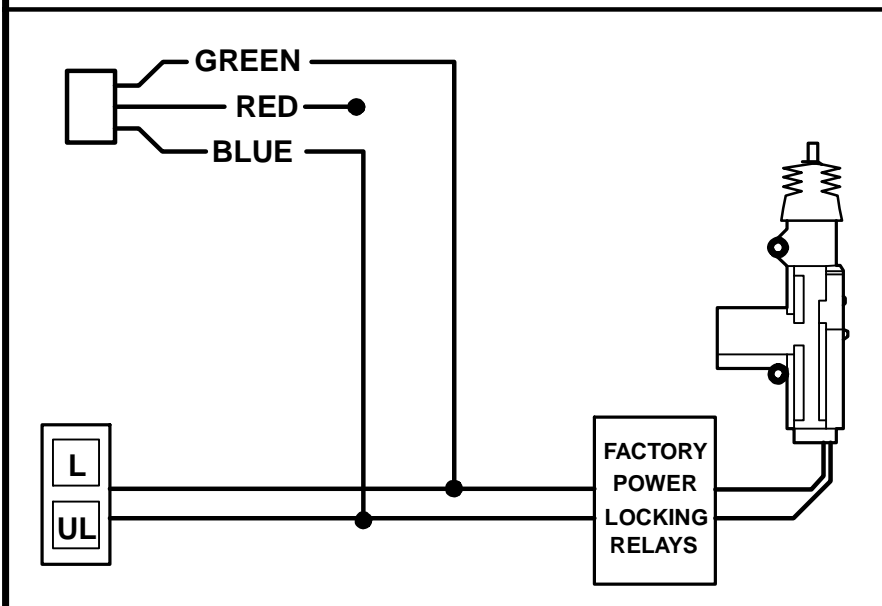 GREEN
RED
BLUE
L
UL
FACTORY
POWER
LOCKING
RELAYS